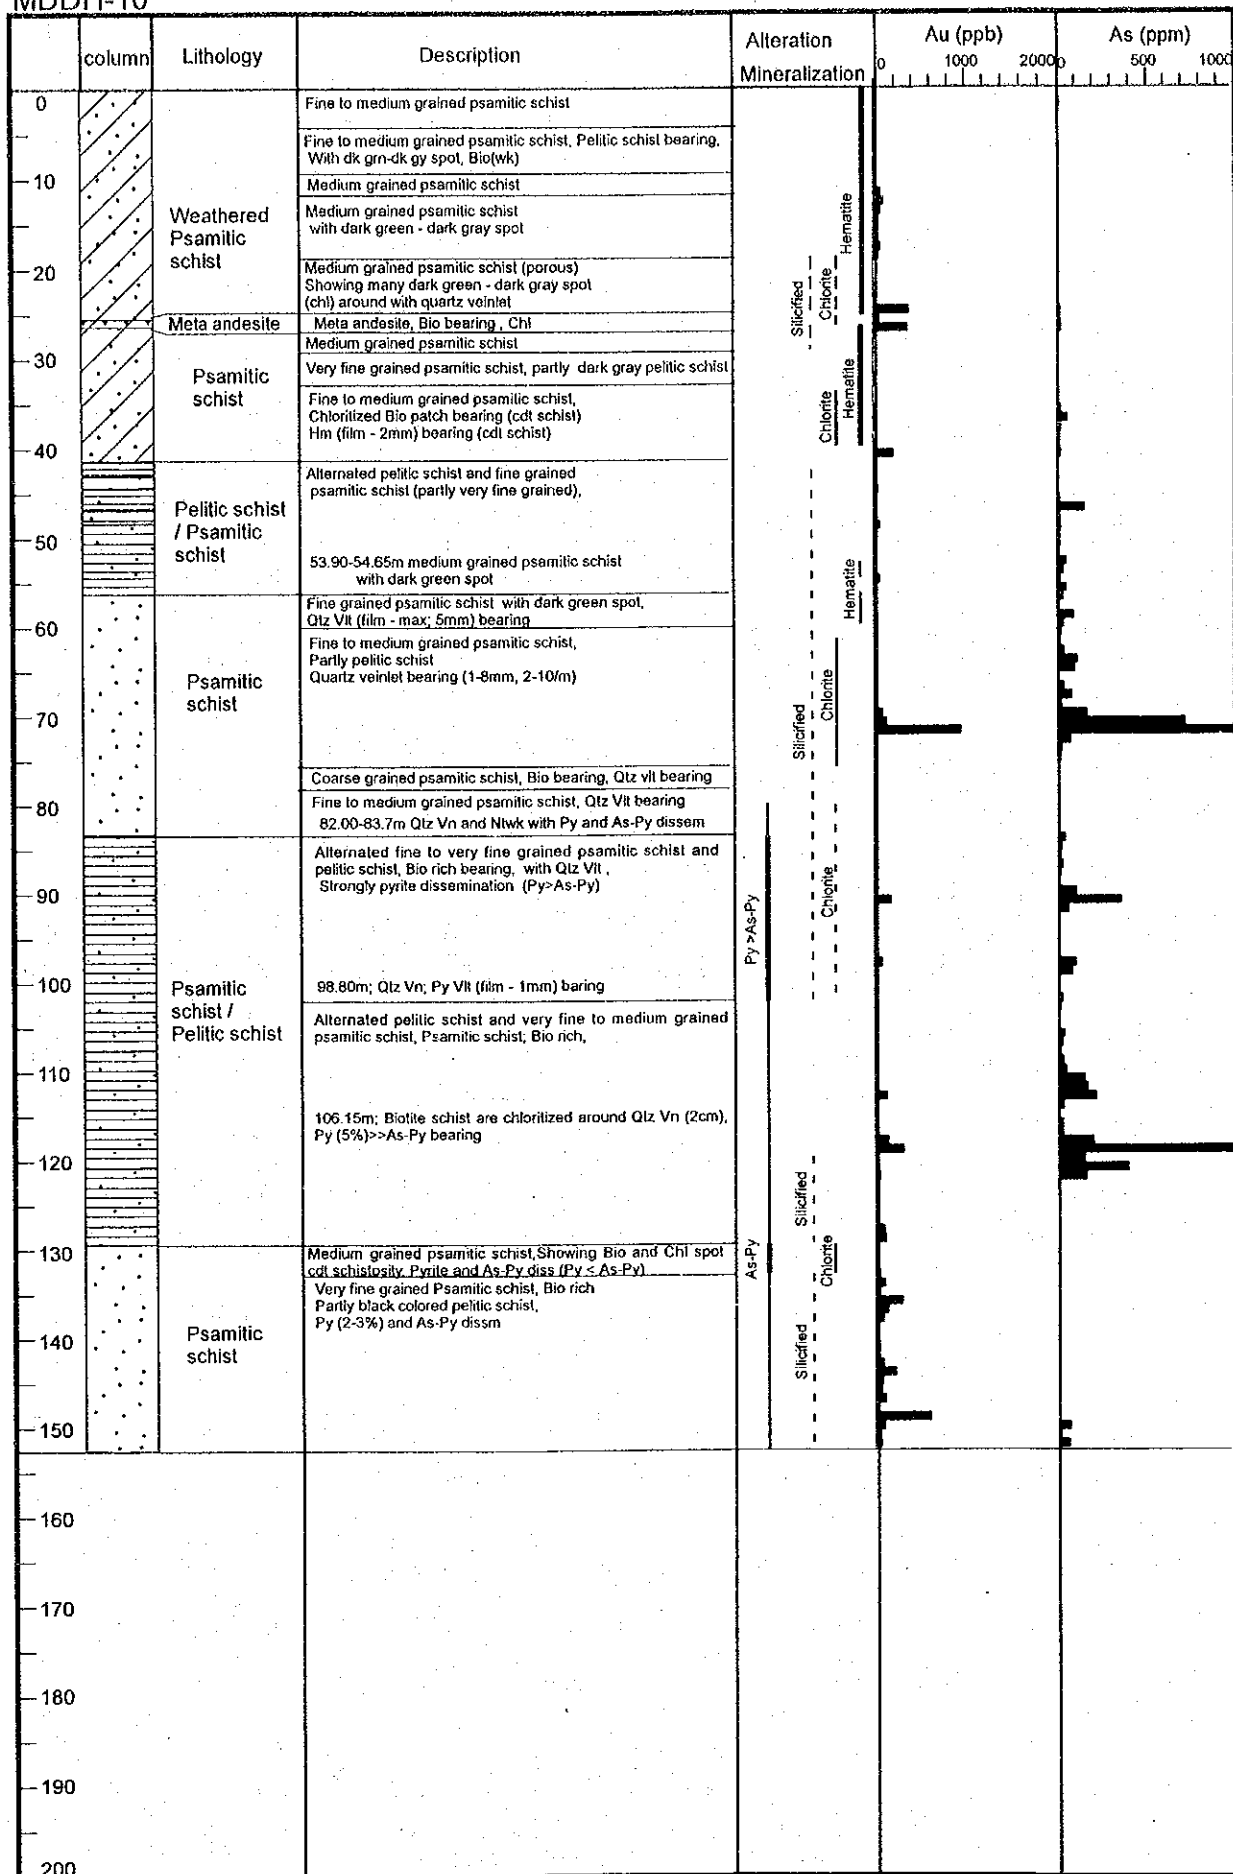 MDDH-10
column
Lithology
Description
Alteration
Mineralization
Au (ppb)
0 1000 2000
As (ppm)
0 500 1000
0
10
20
30
40
50
60
70
80
90
100
110
120
130
140
150
160
170
180
190
200
Weathered
Psamitic
schist
Meta andesite
Psamitic
schist
Pelitic schist
/ Psamitic
schist
Psamitic
schist
Psamitic
schist /
Pelitic schist
Psamitic
schist
Fine to medium grained psamitic schist
Fine to medium grained psamitic schist, Pelitic schist bearing,
With dk grn-dk gy spot, Bio(wk)
Medium grained psamitic schist
Medium grained psamitic schist
with dark green - dark gray spot
Medium grained psamitic schist (porous)
Showing many dark green - dark gray spot
(chl) around with quartz veinlet
Meta andesite, Bio bearing , Chl
Medium grained psamitic schist
Very fine grained psamitic schist, partly dark gray pelitic schist
Fine to medium grained psamitic schist,
Chloritilized Bio patch bearing (cdt schist)
Hm (film - 2mm) bearing (cdt schist)
Alternated pelitic schist and fine grained
psamitic schist (partly very fine grained),
53.90-54.65m medium grained psamitic schist
with dark green spot
Fine grained psamitic schist with dark green spot,
Qtz Vlt (film - max; 5mm) bearing
Fine to medium grained psamitic schist,
Partly pelitic schist
Quartz veinlet bearing (1-8mm, 2-10/m)
Coarse grained psamitic schist, Bio bearing, Qtz vlt bearing
Fine to medium grained psamitic schist, Qtz Vlt bearing
82.00-83.7m Qtz Vn and Ntwk with Py and As-Py dissem
Alternated fine to very fine grained psamitic schist and
pelitic schist, Bio rich bearing, with Qtz Vlt ,
Strongly pyrite dissemination (Py>As-Py)
98.80m; Qtz Vn; Py Vlt (film - 1mm) baring
Alternated pelitic schist and very fine to medium grained
psamitic schist, Psamitic schist; Bio rich,
106.15m; Biotite schist are chloritized around Qtz Vn (2cm),
Py (5%)>>As-Py bearing
Medium grained psamitic schist,Showing Bio and Chl spot
cdt schistosity, Pyrite and As-Py diss (Py < As-Py)
Very fine grained Psamitic schist, Bio rich
Partly black colored pelitic schist,
Py (2-3%) and As-Py dissm
Hematite
Silicified
Chlorite
Hematite
Chlorite
Hematite
Silicified
Chlorite
Chlorite
Py >As-Py
Silicified
As-Py
Chlorite
Silicified